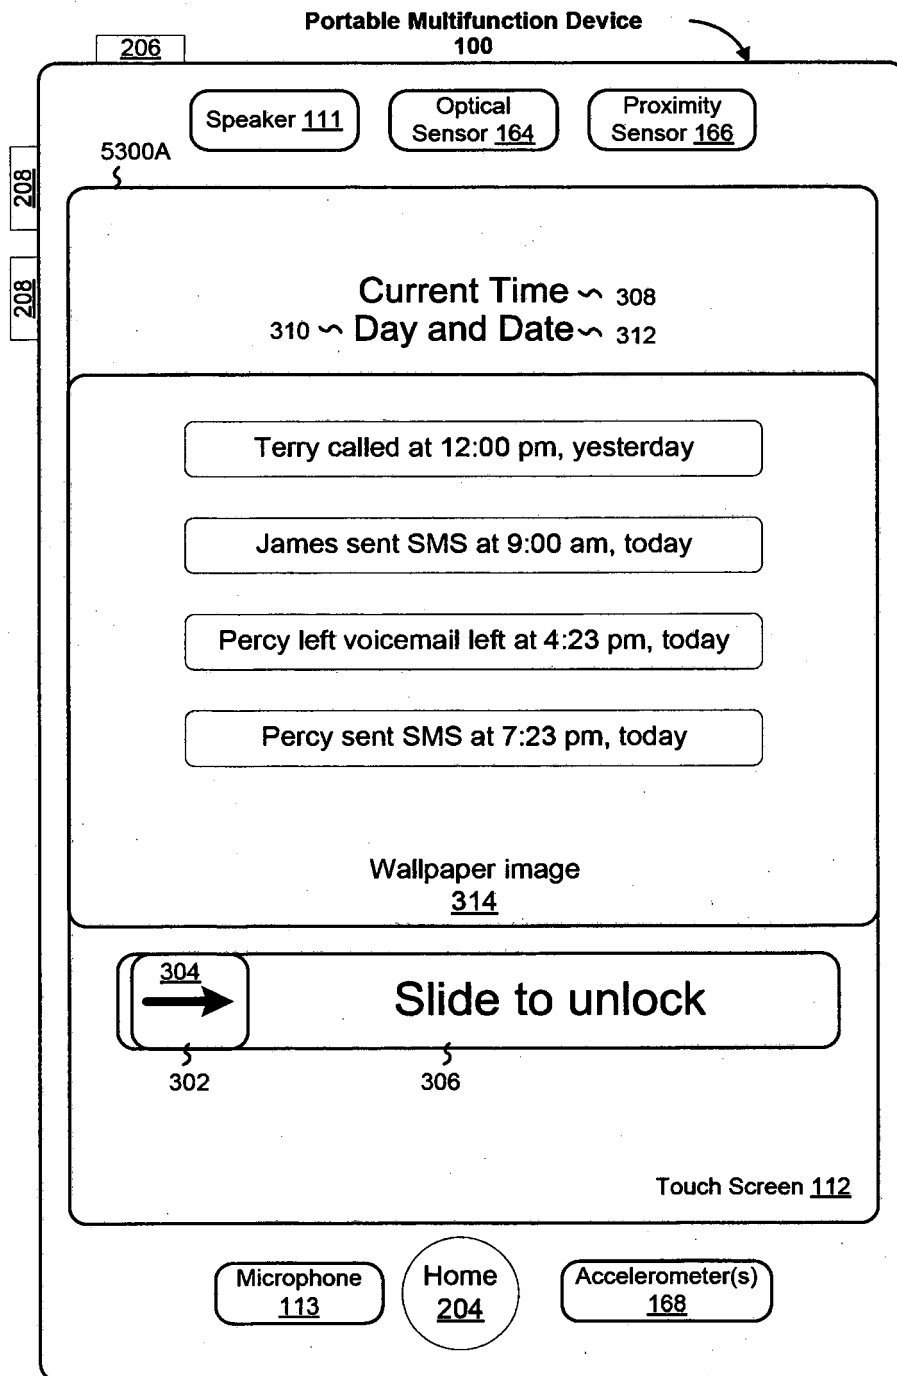 Portable Multifunction Device
100
206
Speaker 111
Optical
Sensor 164
Proximity
Sensor 166
5300A
208
208
Current Time 308
310 Day and Date 312
Terry called at 12:00 pm, yesterday
James sent SMS at 9:00 am, today
Percy left voicemail left at 4:23 pm, today
Percy sent SMS at 7:23 pm, today
Wallpaper image
314
304
Slide to unlock
302
306
Touch Screen 112
Microphone
113
Home
204
Accelerometer(s)
168